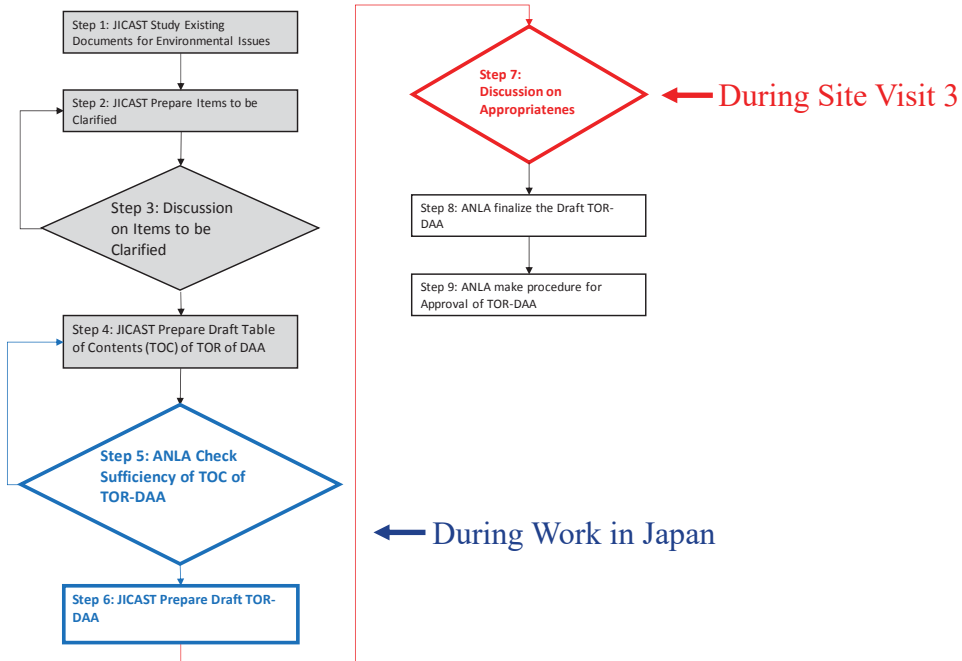 Step 1: JICAST Study Existing
Documents for Environmental Issues
Step 2: JICAST Prepare Items to be
Clarified
Step 3: Discussion
on Items to be
Clarified
Step 4: JICAST Prepare Draft Table
of Contents (TOC) of TOR of DAA
Step 5: ANLA Check
Sufficiency of TOC of
TOR-DAA
Step 6: JICAST Prepare Draft TOR-
DAA
During Work in Japan
Step 7:
Discussion on
Appropriatenes
During Site Visit 3
Step 8: ANLA finalize the Draft TOR-
DAA
Step 9: ANLA make procedure for
Approval of TOR-DAA